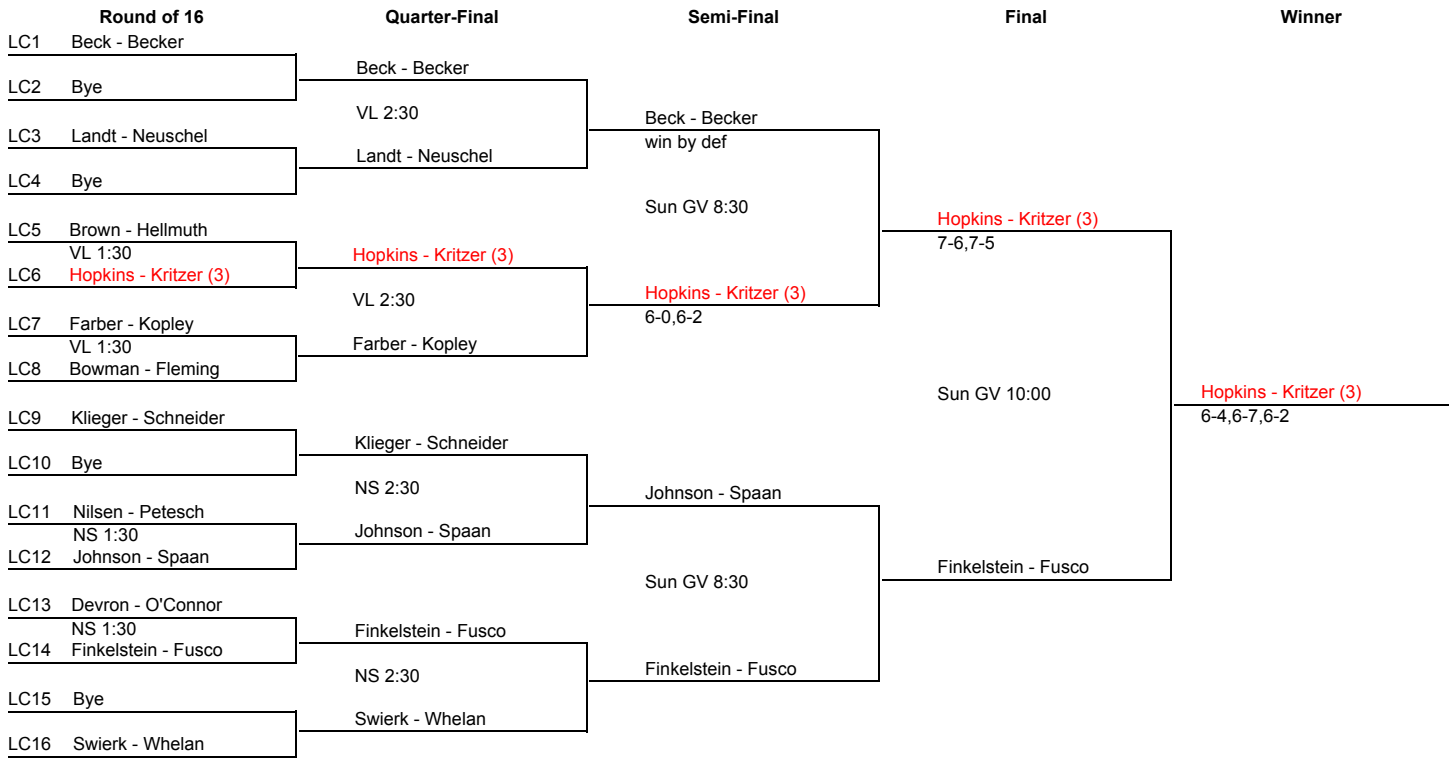 Round of 16 Quarter-Final Semi-Final Final Winner
LC1 Beck - Becker
Beck - Becker
LC2 Bye
VL 2:30
Beck - Becker
win by def
LC3 Landt - Neuschel
Landt - Neuschel
LC4 Bye
Sun GV 8:30
Hopkins - Kritzer (3)
7-6,7-5
LC5 Brown - Hellmuth
VL 1:30
Hopkins - Kritzer (3)
LC6 Hopkins - Kritzer (3)
VL 2:30
Hopkins - Kritzer (3)
6-0,6-2
LC7 Farber - Kopley
VL 1:30
Farber - Kopley
LC8 Bowman - Fleming
Sun GV 10:00
Hopkins - Kritzer (3)
6-4,6-7,6-2
LC9 Klieger - Schneider
Klieger - Schneider
LC10 Bye
NS 2:30
Johnson - Spaan
LC11 Nilsen - Petesch
NS 1:30
Johnson - Spaan
LC12 Johnson - Spaan
Sun GV 8:30
Finkelstein - Fusco
LC13 Devron - O'Connor
NS 1:30
Finkelstein - Fusco
LC14 Finkelstein - Fusco
NS 2:30
Finkelstein - Fusco
LC15 Bye
Swierk - Whelan
LC16 Swierk - Whelan